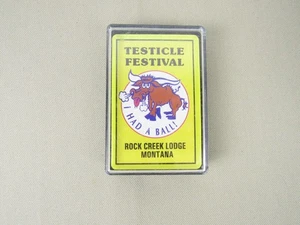 TESTICLE
FESTIVAL
I HAD A BALL!
ROCK CREEK LODGE
MONTANA